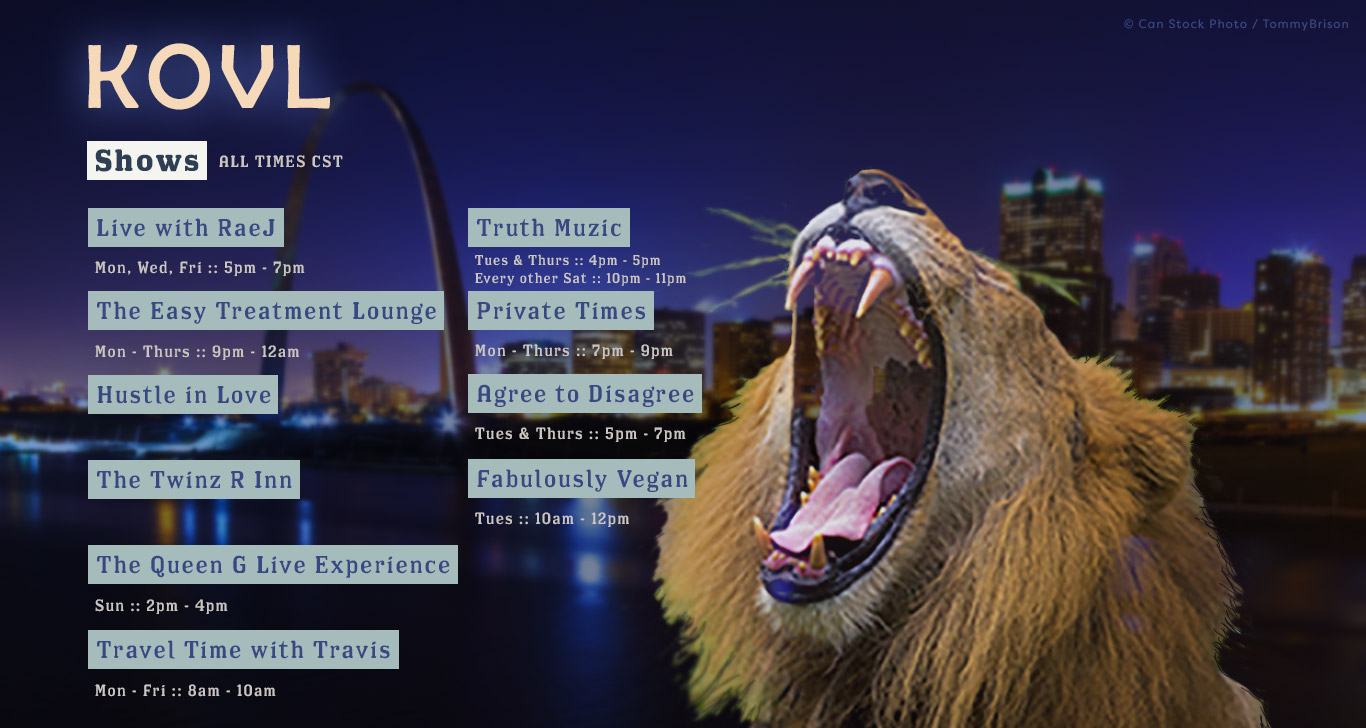 © Can Stock Photo / TommyBrison
KOVL
Shows ALL TIMES CST
Live with RaeJ
Mon, Wed, Fri :: 5pm - 7pm
The Easy Treatment Lounge
Mon - Thurs :: 9pm - 12am
Hustle in Love
The Twinz R Inn
The Queen G Live Experience
Sun :: 2pm - 4pm
Travel Time with Travis
Mon - Fri :: 8am - 10am
Truth Muzic
Tues & Thurs :: 4pm - 5pm
Every other Sat :: 10pm - 11pm
Private Times
Mon - Thurs :: 7pm - 9pm
Agree to Disagree
Tues & Thurs :: 5pm - 7pm
Fabulously Vegan
Tues :: 10am - 12pm